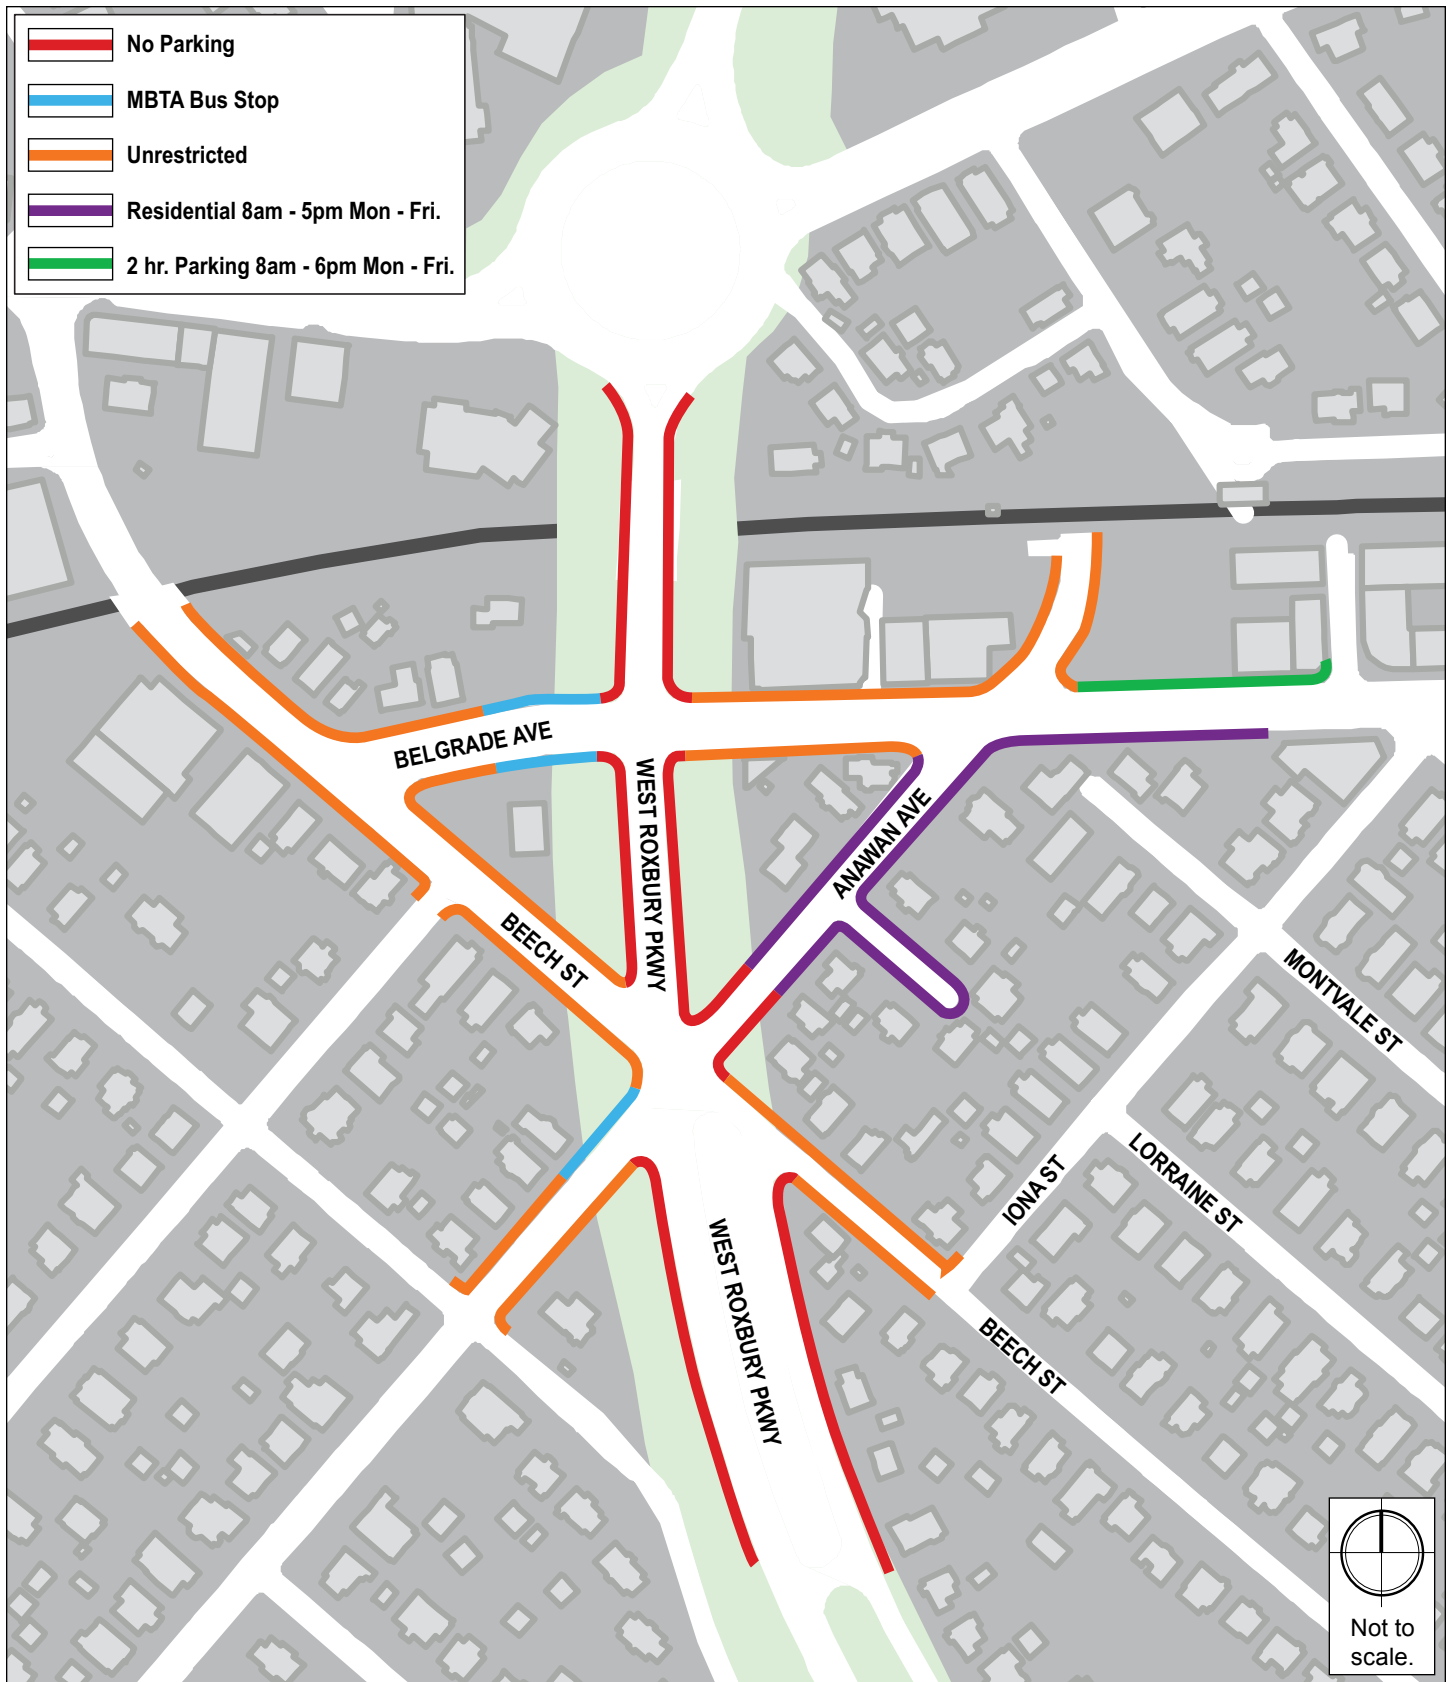 No Parking
MBTA Bus Stop
Unrestricted
Residential 8am - 5pm Mon - Fri.
2 hr. Parking 8am - 6pm Mon - Fri.
BELGRADE AVE
WEST ROXBURY PKWY
ANAWAN AVE
BEECH ST
MONTVALE ST
LORRAINE ST
IONA ST
WEST ROXBURY PKWY
BEECH ST
Not to
scale.